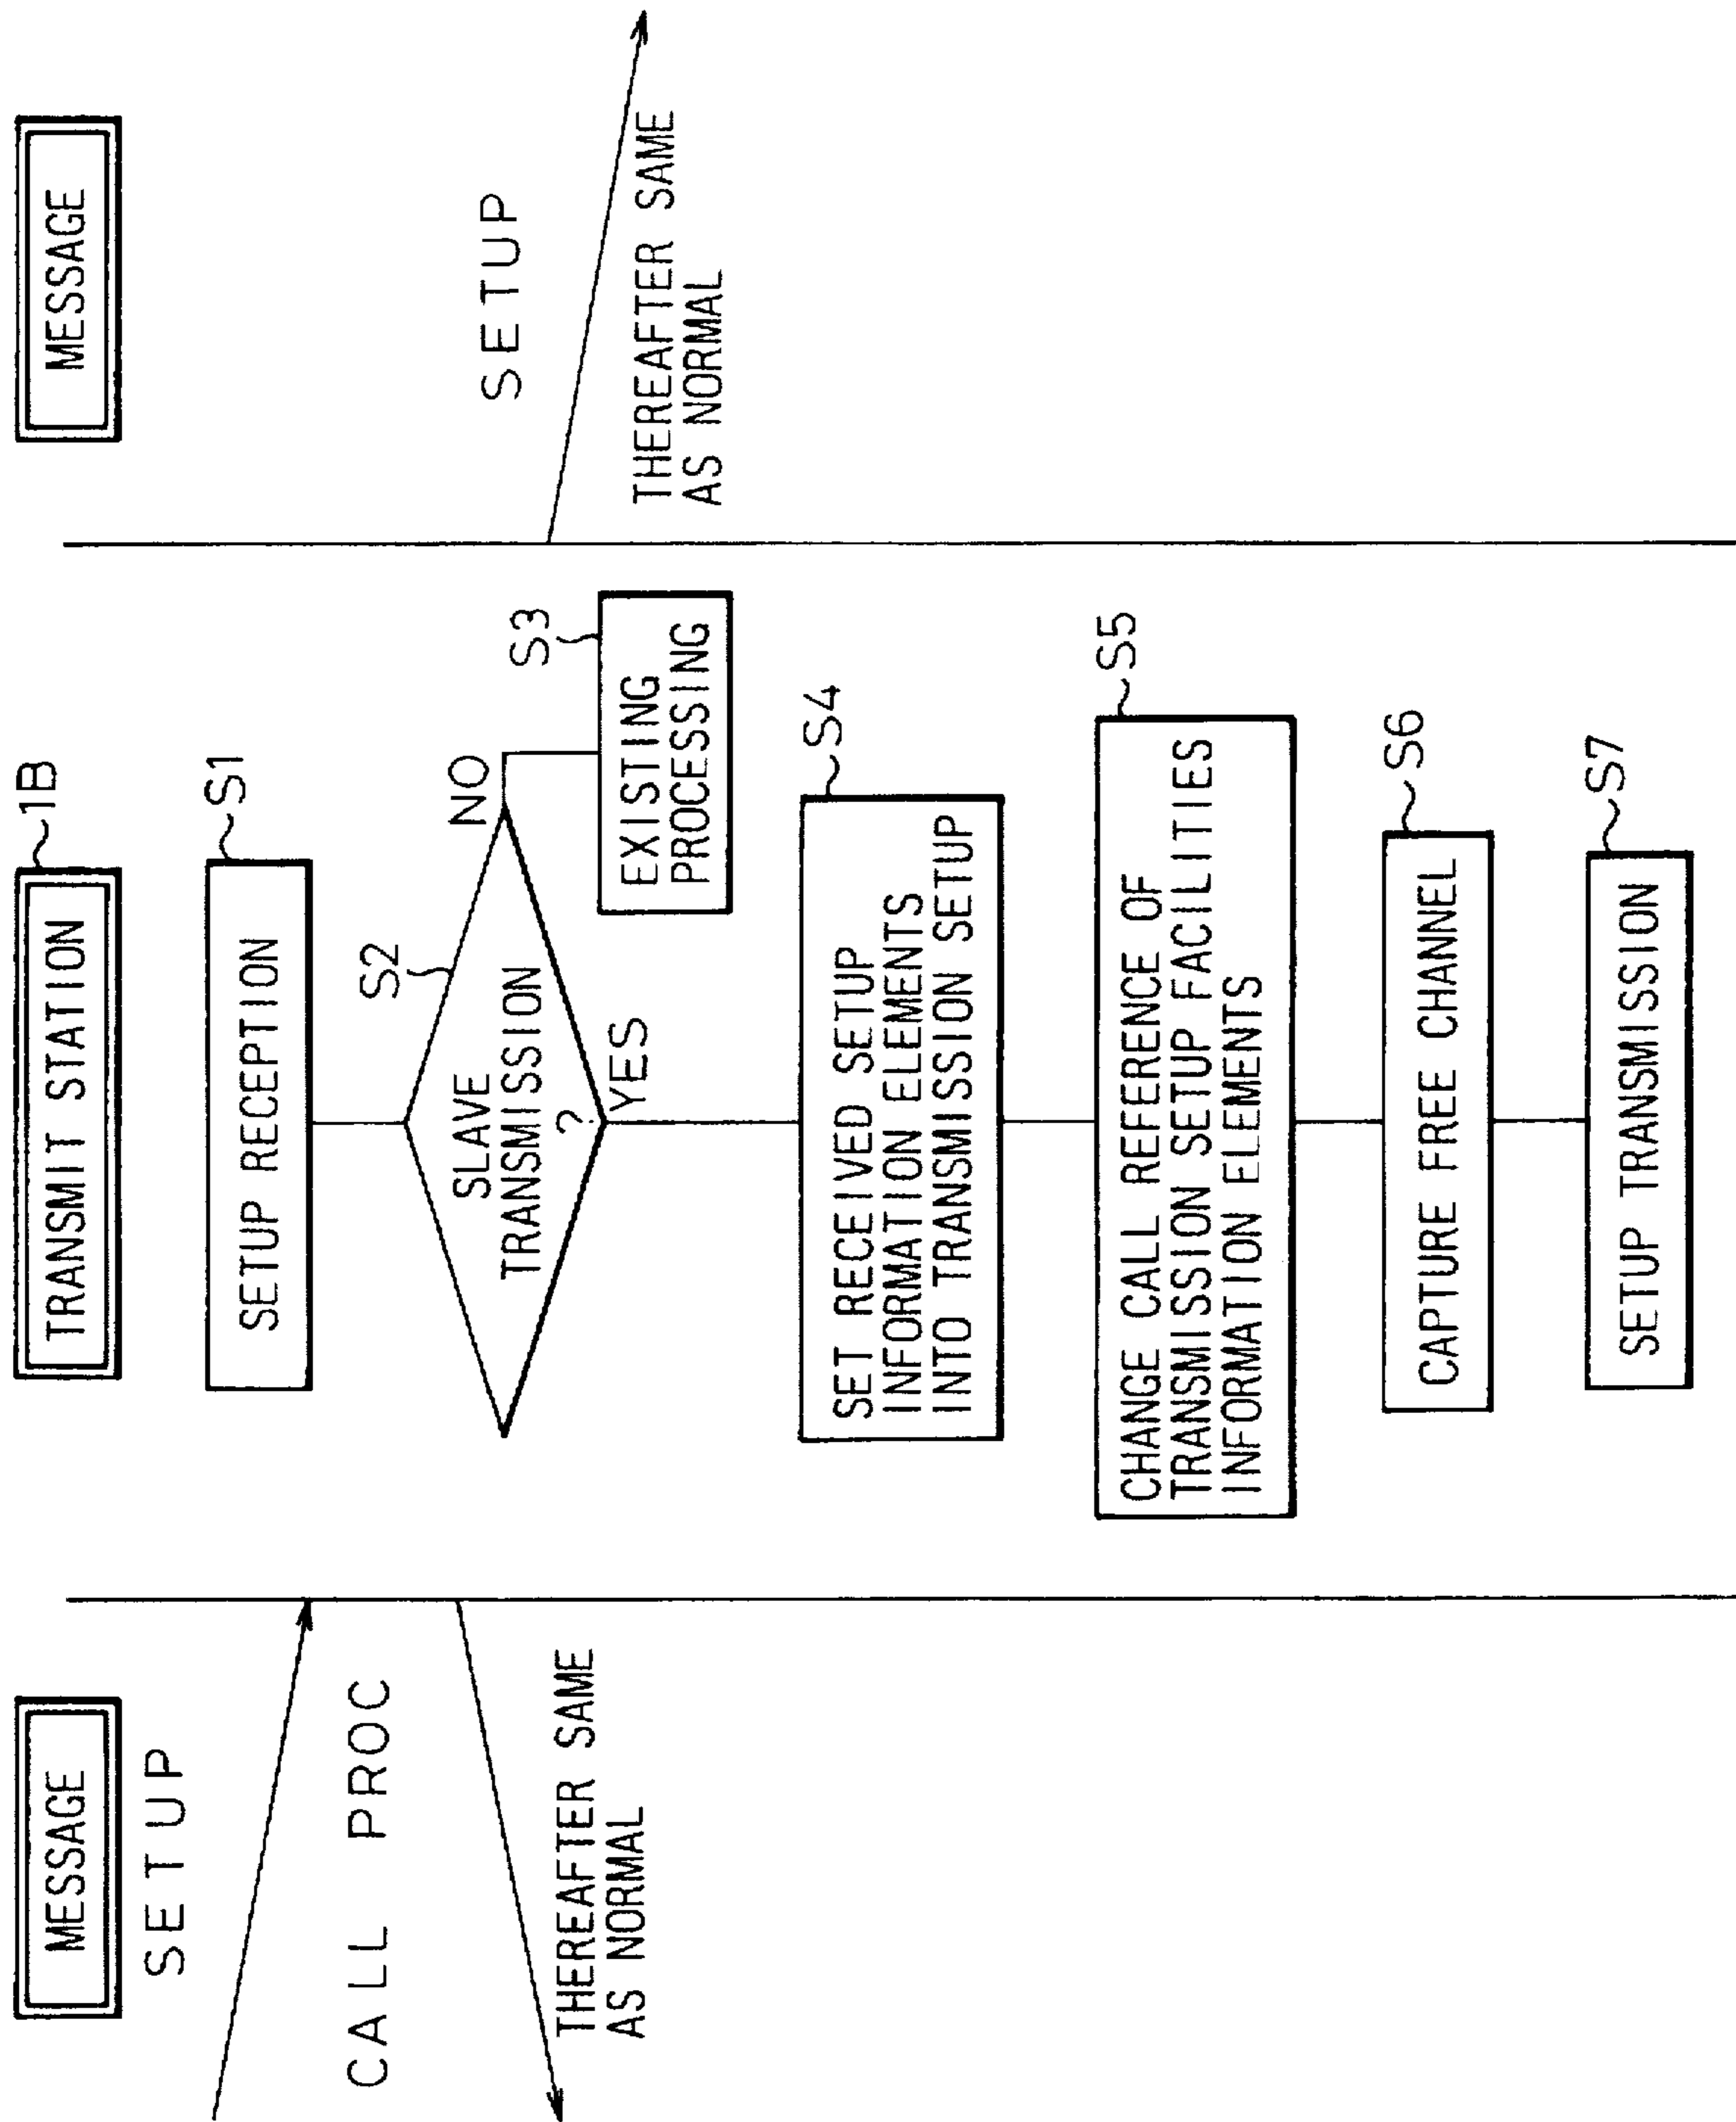 MESSAGE
SETUP
CALL PROC
THEREAFTER SAME
AS NORMAL
TRANSMIT STATION
1B
SETUP RECEPTION
S1
SLAVE
TRANSMISSION
?
S2
NO
YES
EXISTING
PROCESSING
S3
SET RECEIVED SETUP
INFORMATION ELEMENTS
INTO TRANSMISSION SETUP
S4
CHANGE CALL REFERENCE OF
TRANSMISSION SETUP FACILITIES
INFORMATION ELEMENTS
S5
CAPTURE FREE CHANNEL
S6
SETUP TRANSMISSION
S7
MESSAGE
SETUP
THEREAFTER SAME
AS NORMAL